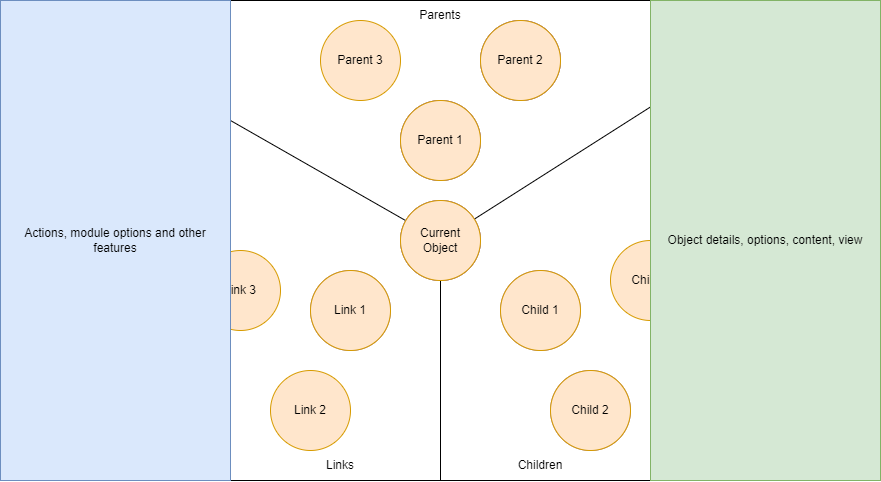 Parents
Parent 3
Parent 2
Parent 1
Actions, module options and other
features
Current
Object
Object details, options, content, view
ink 3
Link 1
Child 1
Chi
Link 2
Child 2
Links
Children